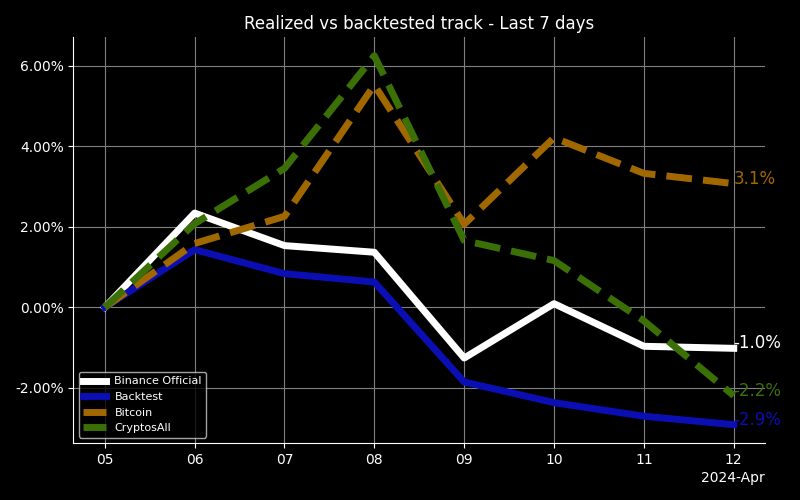 Realized vs backtested track - Last 7 days
6.00%
4.00%
2.00%
0.00%
-2.00%
3.1%
-1.0%
-2.2%
-2.9%
Binance Official
Backtest
Bitcoin
CryptosAll
05 06 07 08 09 10 11 12
2024-Apr